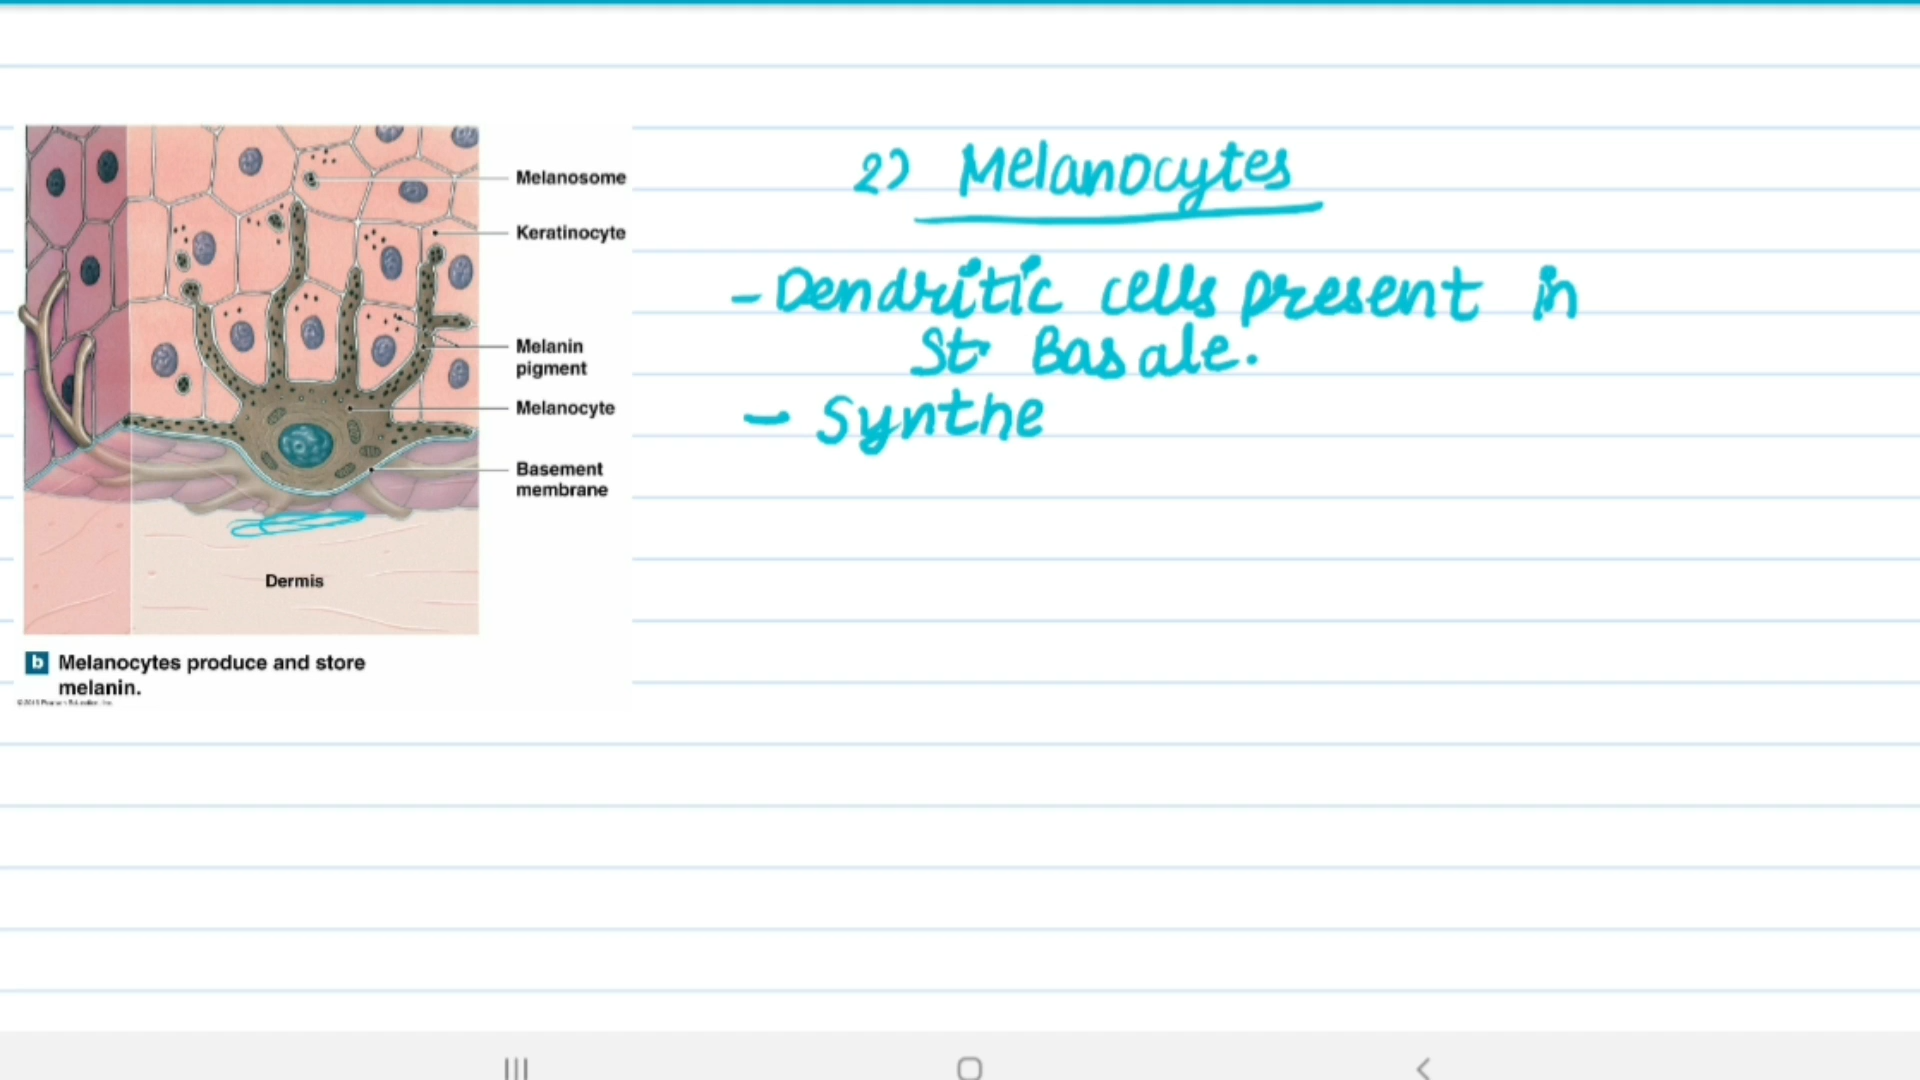 Melanosome
Keratinocyte
Melanin
pigment
Melanocyte
Basement
membrane
Dermis
b Melanocytes produce and store
melanin.
2) Melanocytes
- Dendritic cells present in
St. Basale.
- Synthe